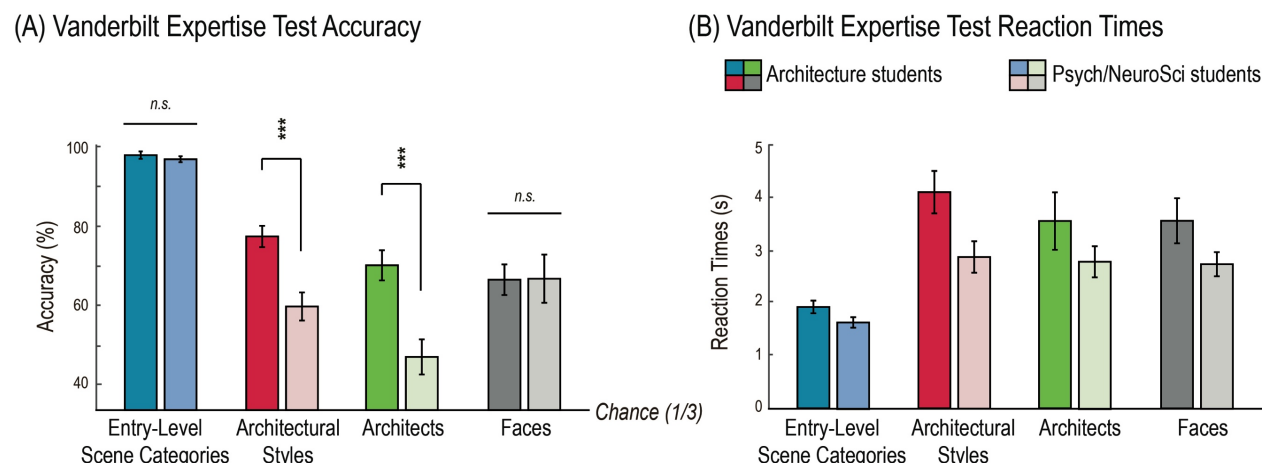 (A) Vanderbilt Expertise Test Accuracy
(B) Vanderbilt Expertise Test Reaction Times
Architecture students
Psych/NeuroSci students
n.s.
***
***
n.s.
100
80
60
40
Accuracy (%)
Chance (1/3)
Entry-Level
Scene Categories
Architectural
Styles
Architects
Faces
5
4
3
2
1
0
Reaction Times (s)
Entry-Level
Scene Categories
Architectural
Styles
Architects
Faces